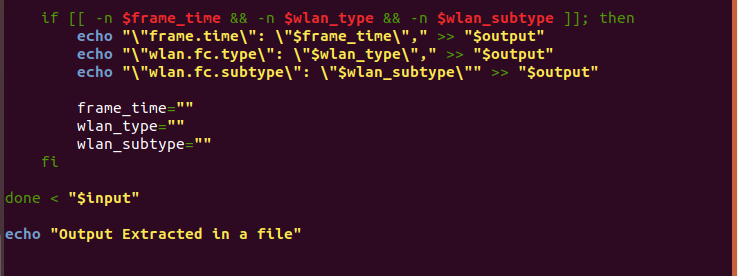 if [[ -n $frame_time && -n $wlan_type && -n $wlan_subtype ]]; then
echo "\"frame.time\": \"$frame_time\"," >> "$output"
echo "\"wlan.fc.type\": \"$wlan_type\"," >> "$output"
echo "\"wlan.fc.subtype\": \"$wlan_subtype\"" >> "$output"
frame_time=""
wlan_type=""
wlan_subtype=""
fi
done < "$input"
echo "Output Extracted in a file"